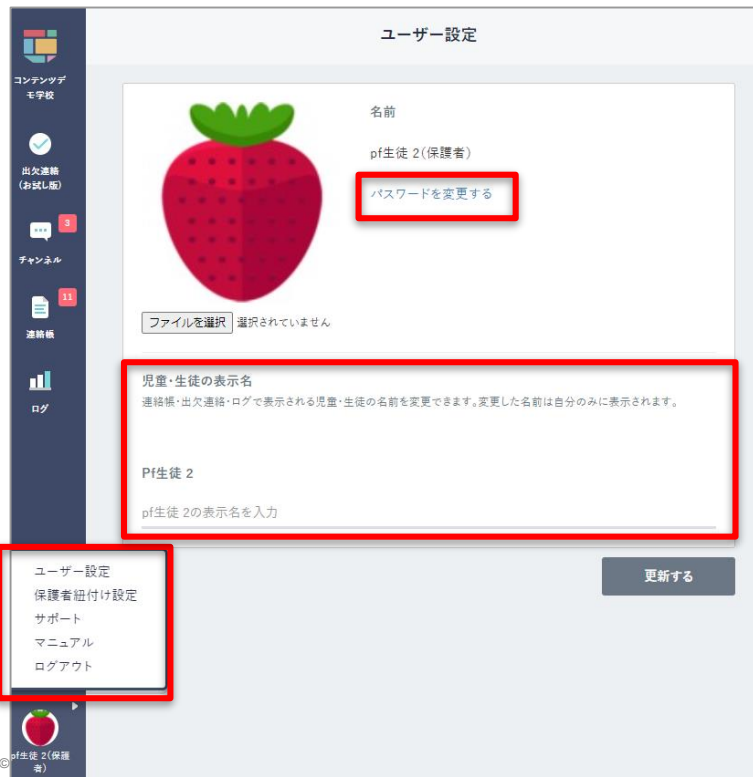 ユーザー設定
コンテンツデ
モ学校
出欠連絡
(お試し版)
3
チャンネル
11
連絡帳
ログ
名前
pf生徒 2(保護者)
パスワードを変更する
ファイルを選択 選択されていません
児童・生徒の表示名
連絡帳・出欠連絡・ログで表示される児童・生徒の名前を変更できます。変更した名前は自分のみに表示されます。
Pf生徒 2
pf生徒 2の表示名を入力
更新する
ユーザー設定
保護者紐付け設定
サポート
マニュアル
ログアウト
pf生徒 2(保護
者)
©